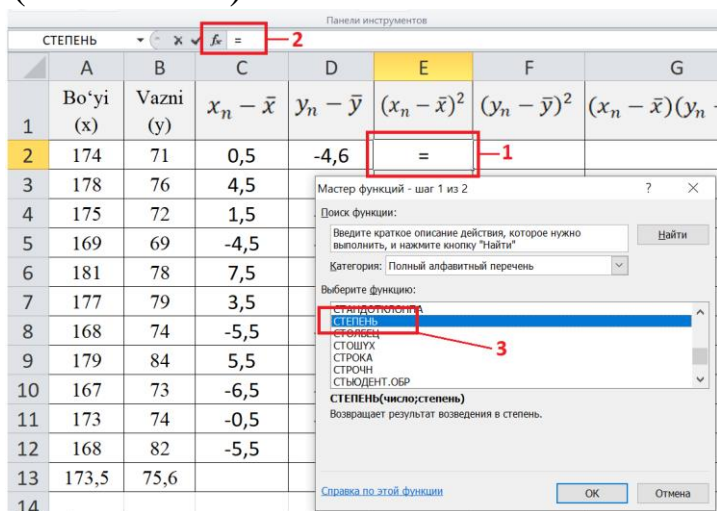 Панели инструментов
СТЕПЕНЬ fx = 2
A B C D E F G
1 Bo‘yi (x) Vazni (y) xₙ − x̄ yₙ − ȳ (xₙ − x̄)² (yₙ − ȳ)² (xₙ − x̄)(yₙ
2 174 71 0,5 -4,6 = 1
3 178 76 4,5
4 175 72 1,5
5 169 69 -4,5
6 181 78 7,5
7 177 79 3,5
8 168 74 -5,5
9 179 84 5,5
10 167 73 -6,5
11 173 74 -0,5
12 168 82 -5,5
13 173,5 75,6
14
Мастер функций - шаг 1 из 2 ? ×
Поиск функции:
Введите краткое описание действия, которое нужно
выполнить, и нажмите кнопку "Найти"
Найти
Категория: Полный алфавитный перечень
Выберите функцию:
СТАНДОТКЛОНПА
СТЕПЕНЬ
СТОЛБЕЦ
СТОШYX
СТРОКА
СТРОЧН
СТЬЮДЕНТ.ОБР
3
СТЕПЕНЬ(число;степень)
Возвращает результат возведения в степень.
Справка по этой функции
ОК Отмена